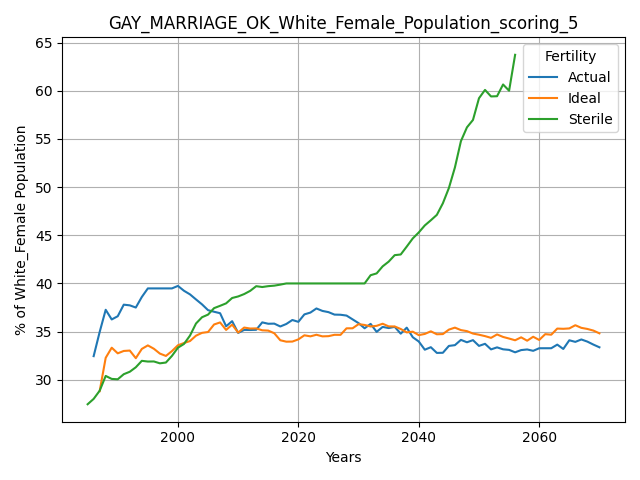 GAY_MARRIAGE_OK_White_Female_Population_scoring_5
% of White_Female Population
65
60
55
50
45
40
35
30
Fertility
Actual
Ideal
Sterile
2000
2020
2040
2060
Years